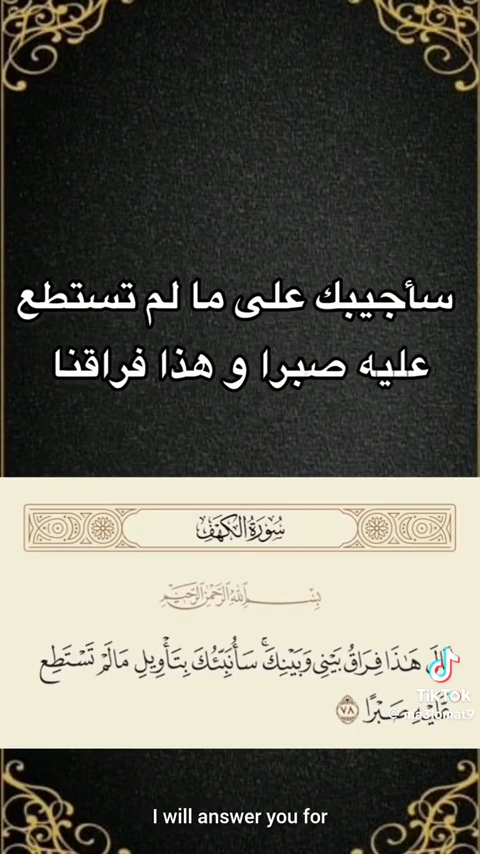 سأجيبك على ما لم تستطع
عليه صبرا و هذا فراقنا
سُورَةُ الكَهْفِ
بِسْمِ اللَّهِ الرَّحْمَٰنِ الرَّحِيمِ
هَٰذَا فِرَاقُ بَيْنِي وَبَيْنِكَ ۚ سَأُنَبِّئُكَ بِتَأْوِيلِ مَا لَمْ تَسْتَطِع
عَّلَيْهِ صَبْرًا ٧٨
TikTok
I will answer you for